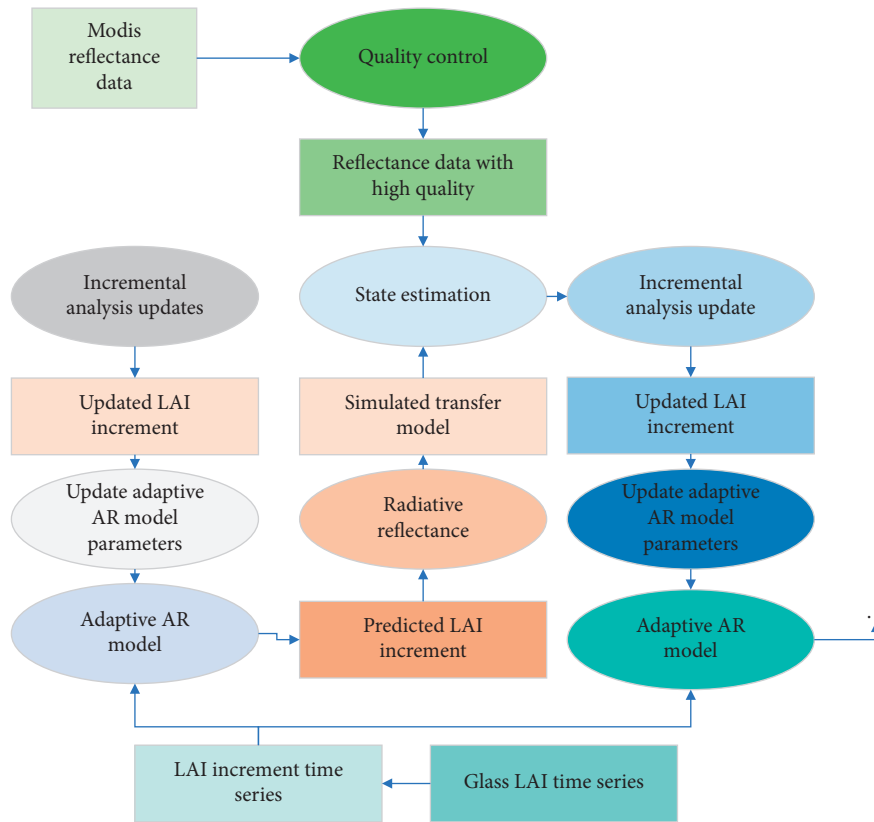 Modis
reflectance
data
Quality control
Reflectance data with
high quality
Incremental
analysis updates
State estimation
Incremental
analysis update
Updated LAI
increment
Simulated transfer
model
Updated LAI
increment
Update adaptive
AR model
parameters
Radiative
reflectance
Update adaptive
AR model
parameters
Adaptive AR
model
Predicted LAI
increment
Adaptive AR
model
LAI increment time
series
Glass LAI time series